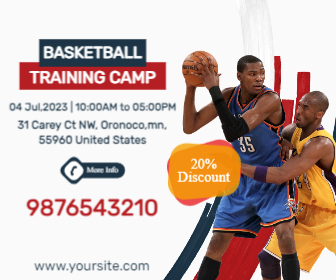 BASKETBALL
TRAINING CAMP
04 Jul,2023 | 10:00AM to 05:00PM
31 Carey Ct NW, Oronoco,mn,
55960 United States
More Info
9876543210
www.yoursite.com
20%
Discount
35